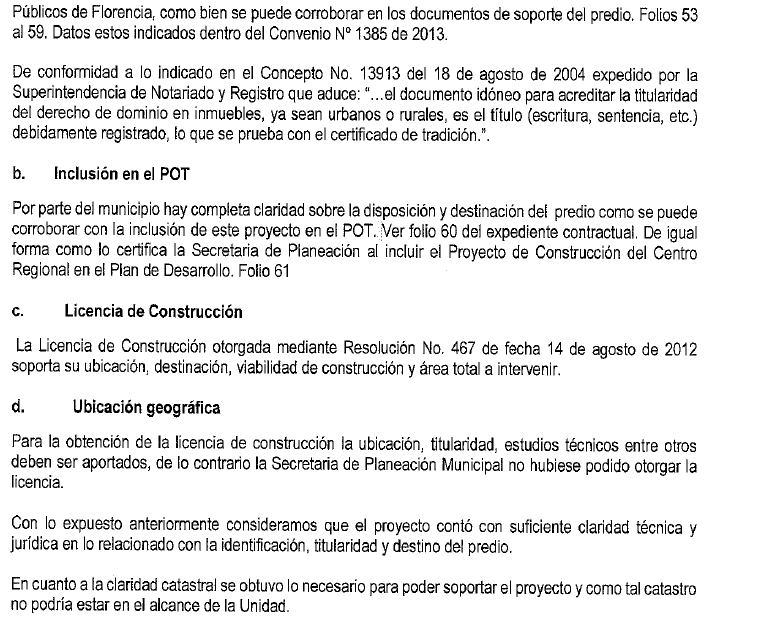 Públicos de Florencia, como bien se puede corroborar en los documentos de soporte del predio. Folios 53
al 59. Datos estos indicados dentro del Convenio Nº 1385 de 2013.
De conformidad a lo indicado en el Concepto No. 13913 del 18 de agosto de 2004 expedido por la
Superintendencia de Notariado y Registro que aduce: “...el documento idóneo para acreditar la titularidad
del derecho de dominio en inmuebles, ya sean urbanos o rurales, es el título (escritura, sentencia, etc.)
debidamente registrado, lo que se prueba con el certificado de tradición.”.
b. Inclusión en el POT
Por parte del municipio hay completa claridad sobre la disposición y destinación del predio como se puede
corroborar con la inclusión de este proyecto en el POT. Ver folio 60 del expediente contractual. De igual
forma como lo certifica la Secretaria de Planeación al incluir el Proyecto de Construcción del Centro
Regional en el Plan de Desarrollo. Folio 61
c. Licencia de Construcción
La Licencia de Construcción otorgada mediante Resolución No. 467 de fecha 14 de agosto de 2012
soporta su ubicación, destinación, viabilidad de construcción y área total a intervenir.
d. Ubicación geográfica
Para la obtención de la licencia de construcción la ubicación, titularidad, estudios técnicos entre otros
deben ser aportados, de lo contrario la Secretaria de Planeación Municipal no hubiese podido otorgar la
licencia.
Con lo expuesto anteriormente consideramos que el proyecto contó con suficiente claridad técnica y
jurídica en lo relacionado con la identificación, titularidad y destino del predio.
En cuanto a la claridad catastral se obtuvo lo necesario para poder soportar el proyecto y como tal catastro
no podría estar en el alcance de la Unidad.